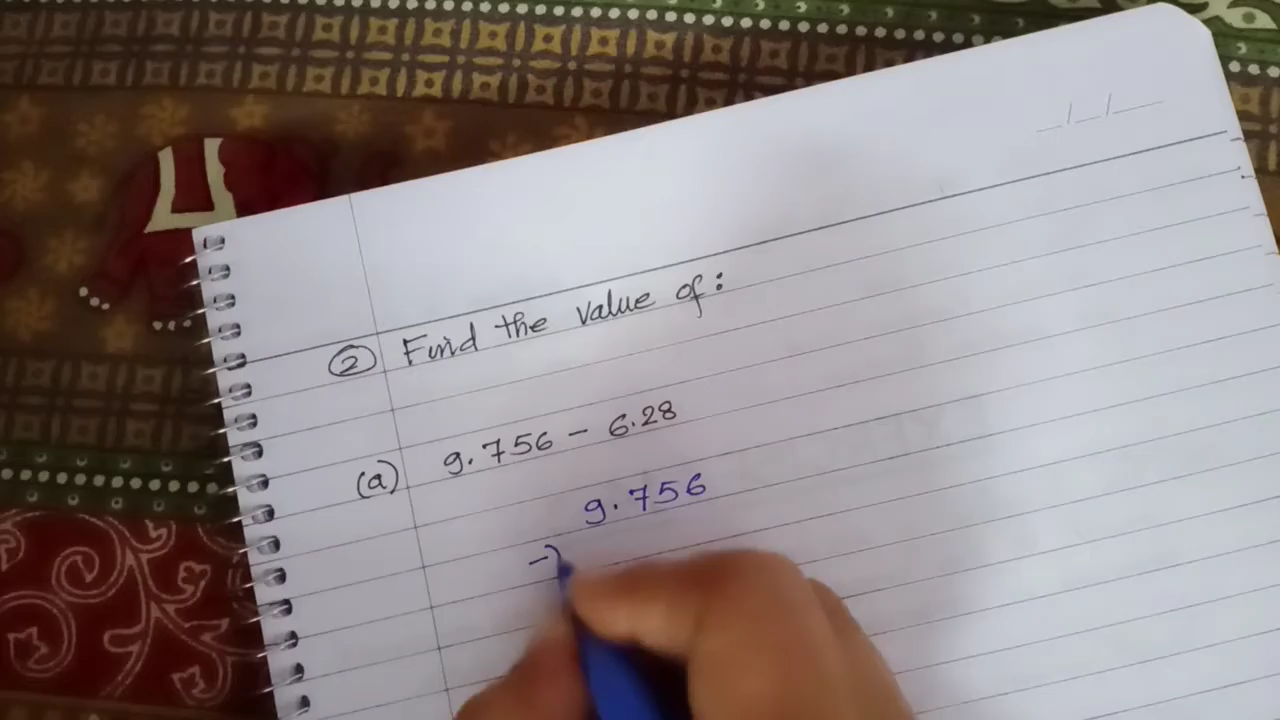 ② Find the value of:
(a) 9.756 - 6.28
9.756
-)